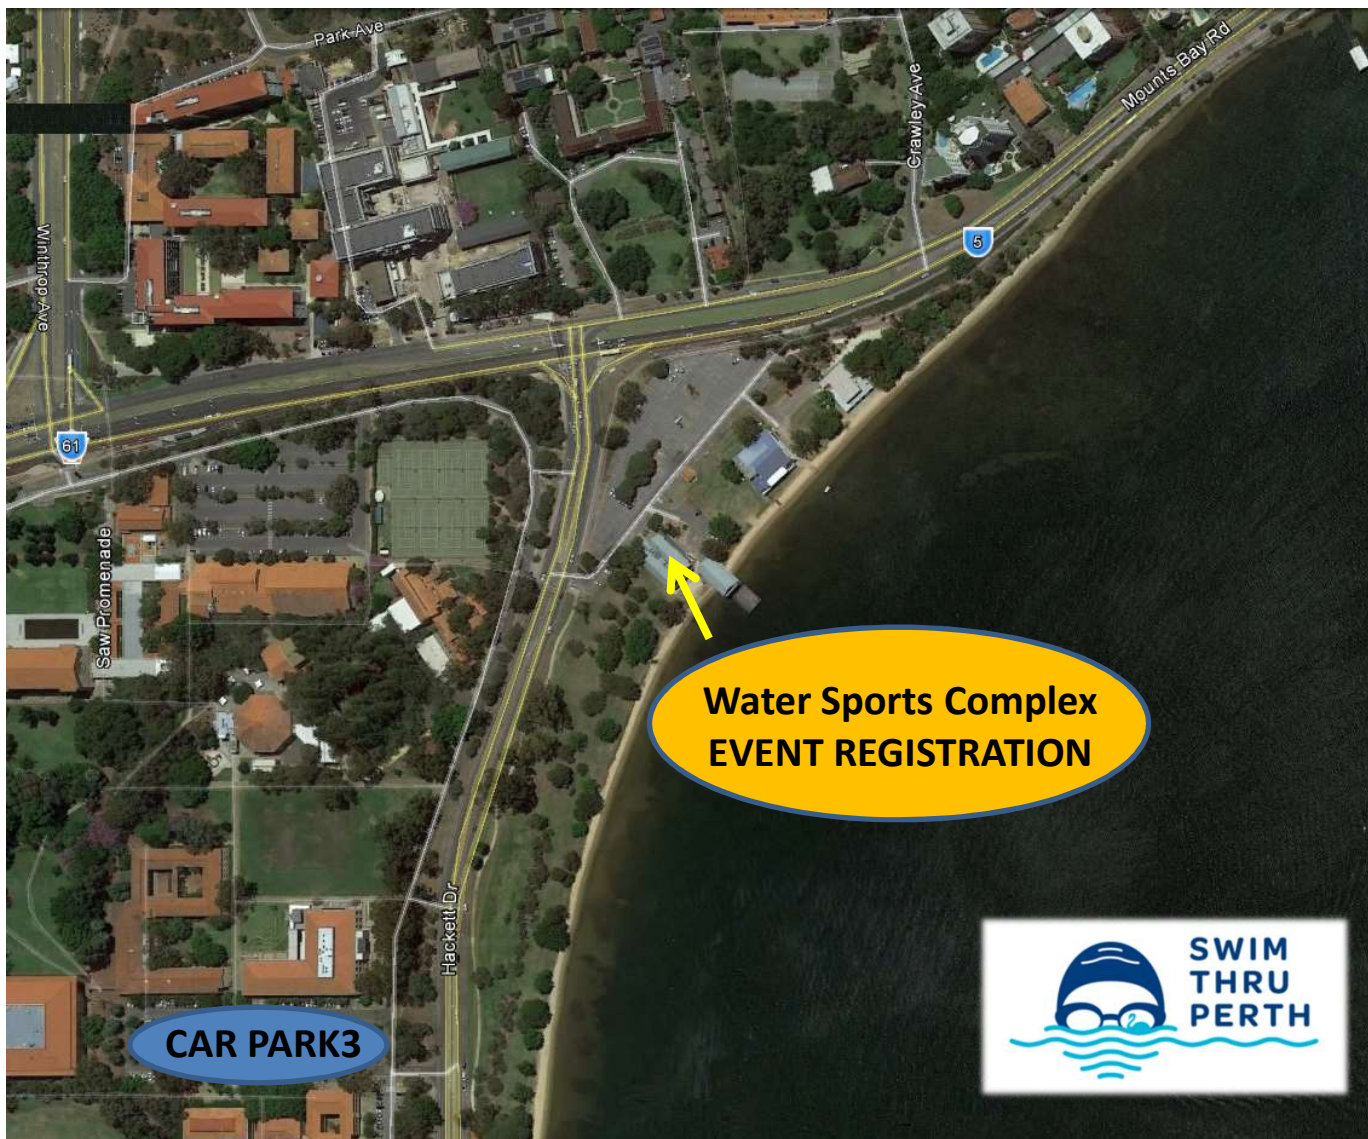 Park Ave
Mounts Bay Rd
Crawley Ave
5
Winthrop Ave
61
Saw Promenade
Water Sports Complex
EVENT REGISTRATION
Hackett Dr
SWIM
THRU
PERTH
CAR PARK3